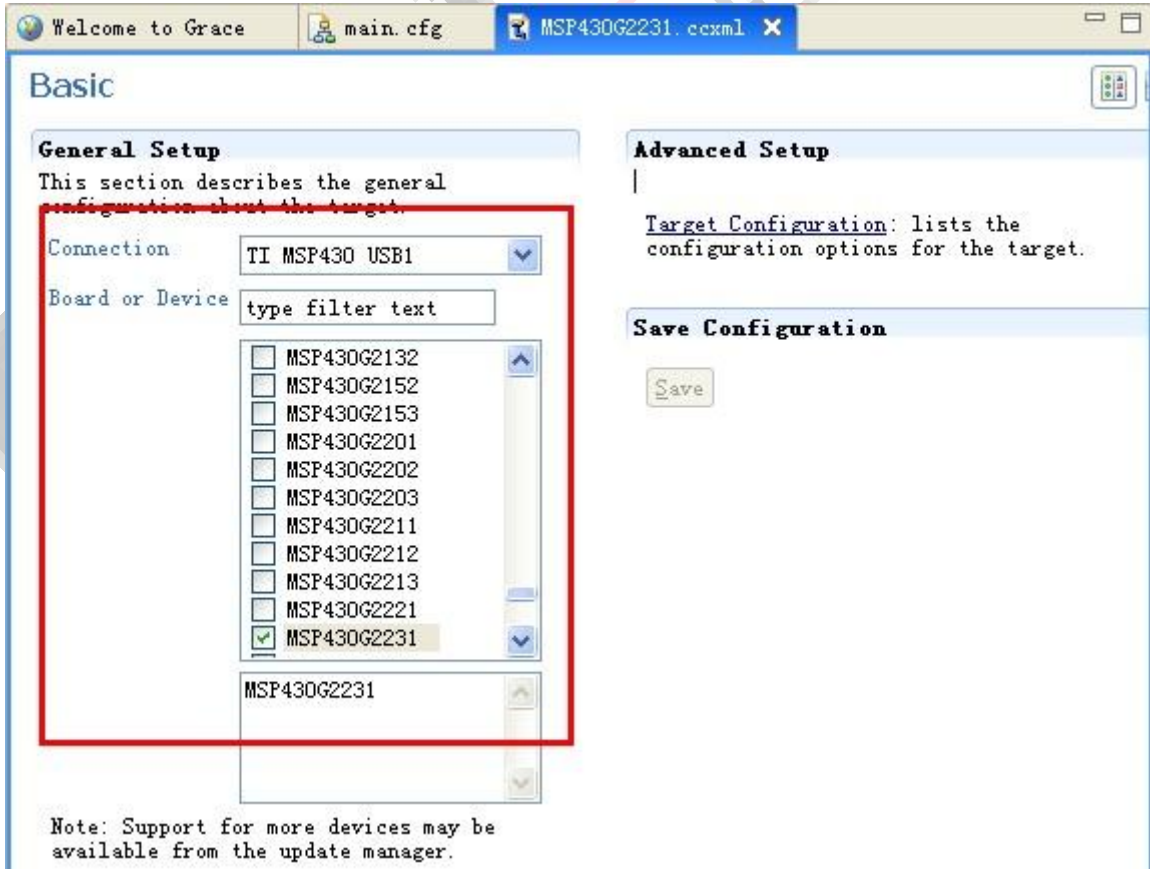 Welcome to Grace
main.cfg
MSP430G2231.ccxml
Basic
General Setup
This section describes the general
configuration about the target.
Connection
TI MSP430 USB1
Board or Device
type filter text
MSP430G2132
MSP430G2152
MSP430G2153
MSP430G2201
MSP430G2202
MSP430G2203
MSP430G2211
MSP430G2212
MSP430G2213
MSP430G2221
MSP430G2231
MSP430G2231
Note: Support for more devices may be
available from the update manager.
Advanced Setup
Target Configuration: lists the
configuration options for the target.
Save Configuration
Save